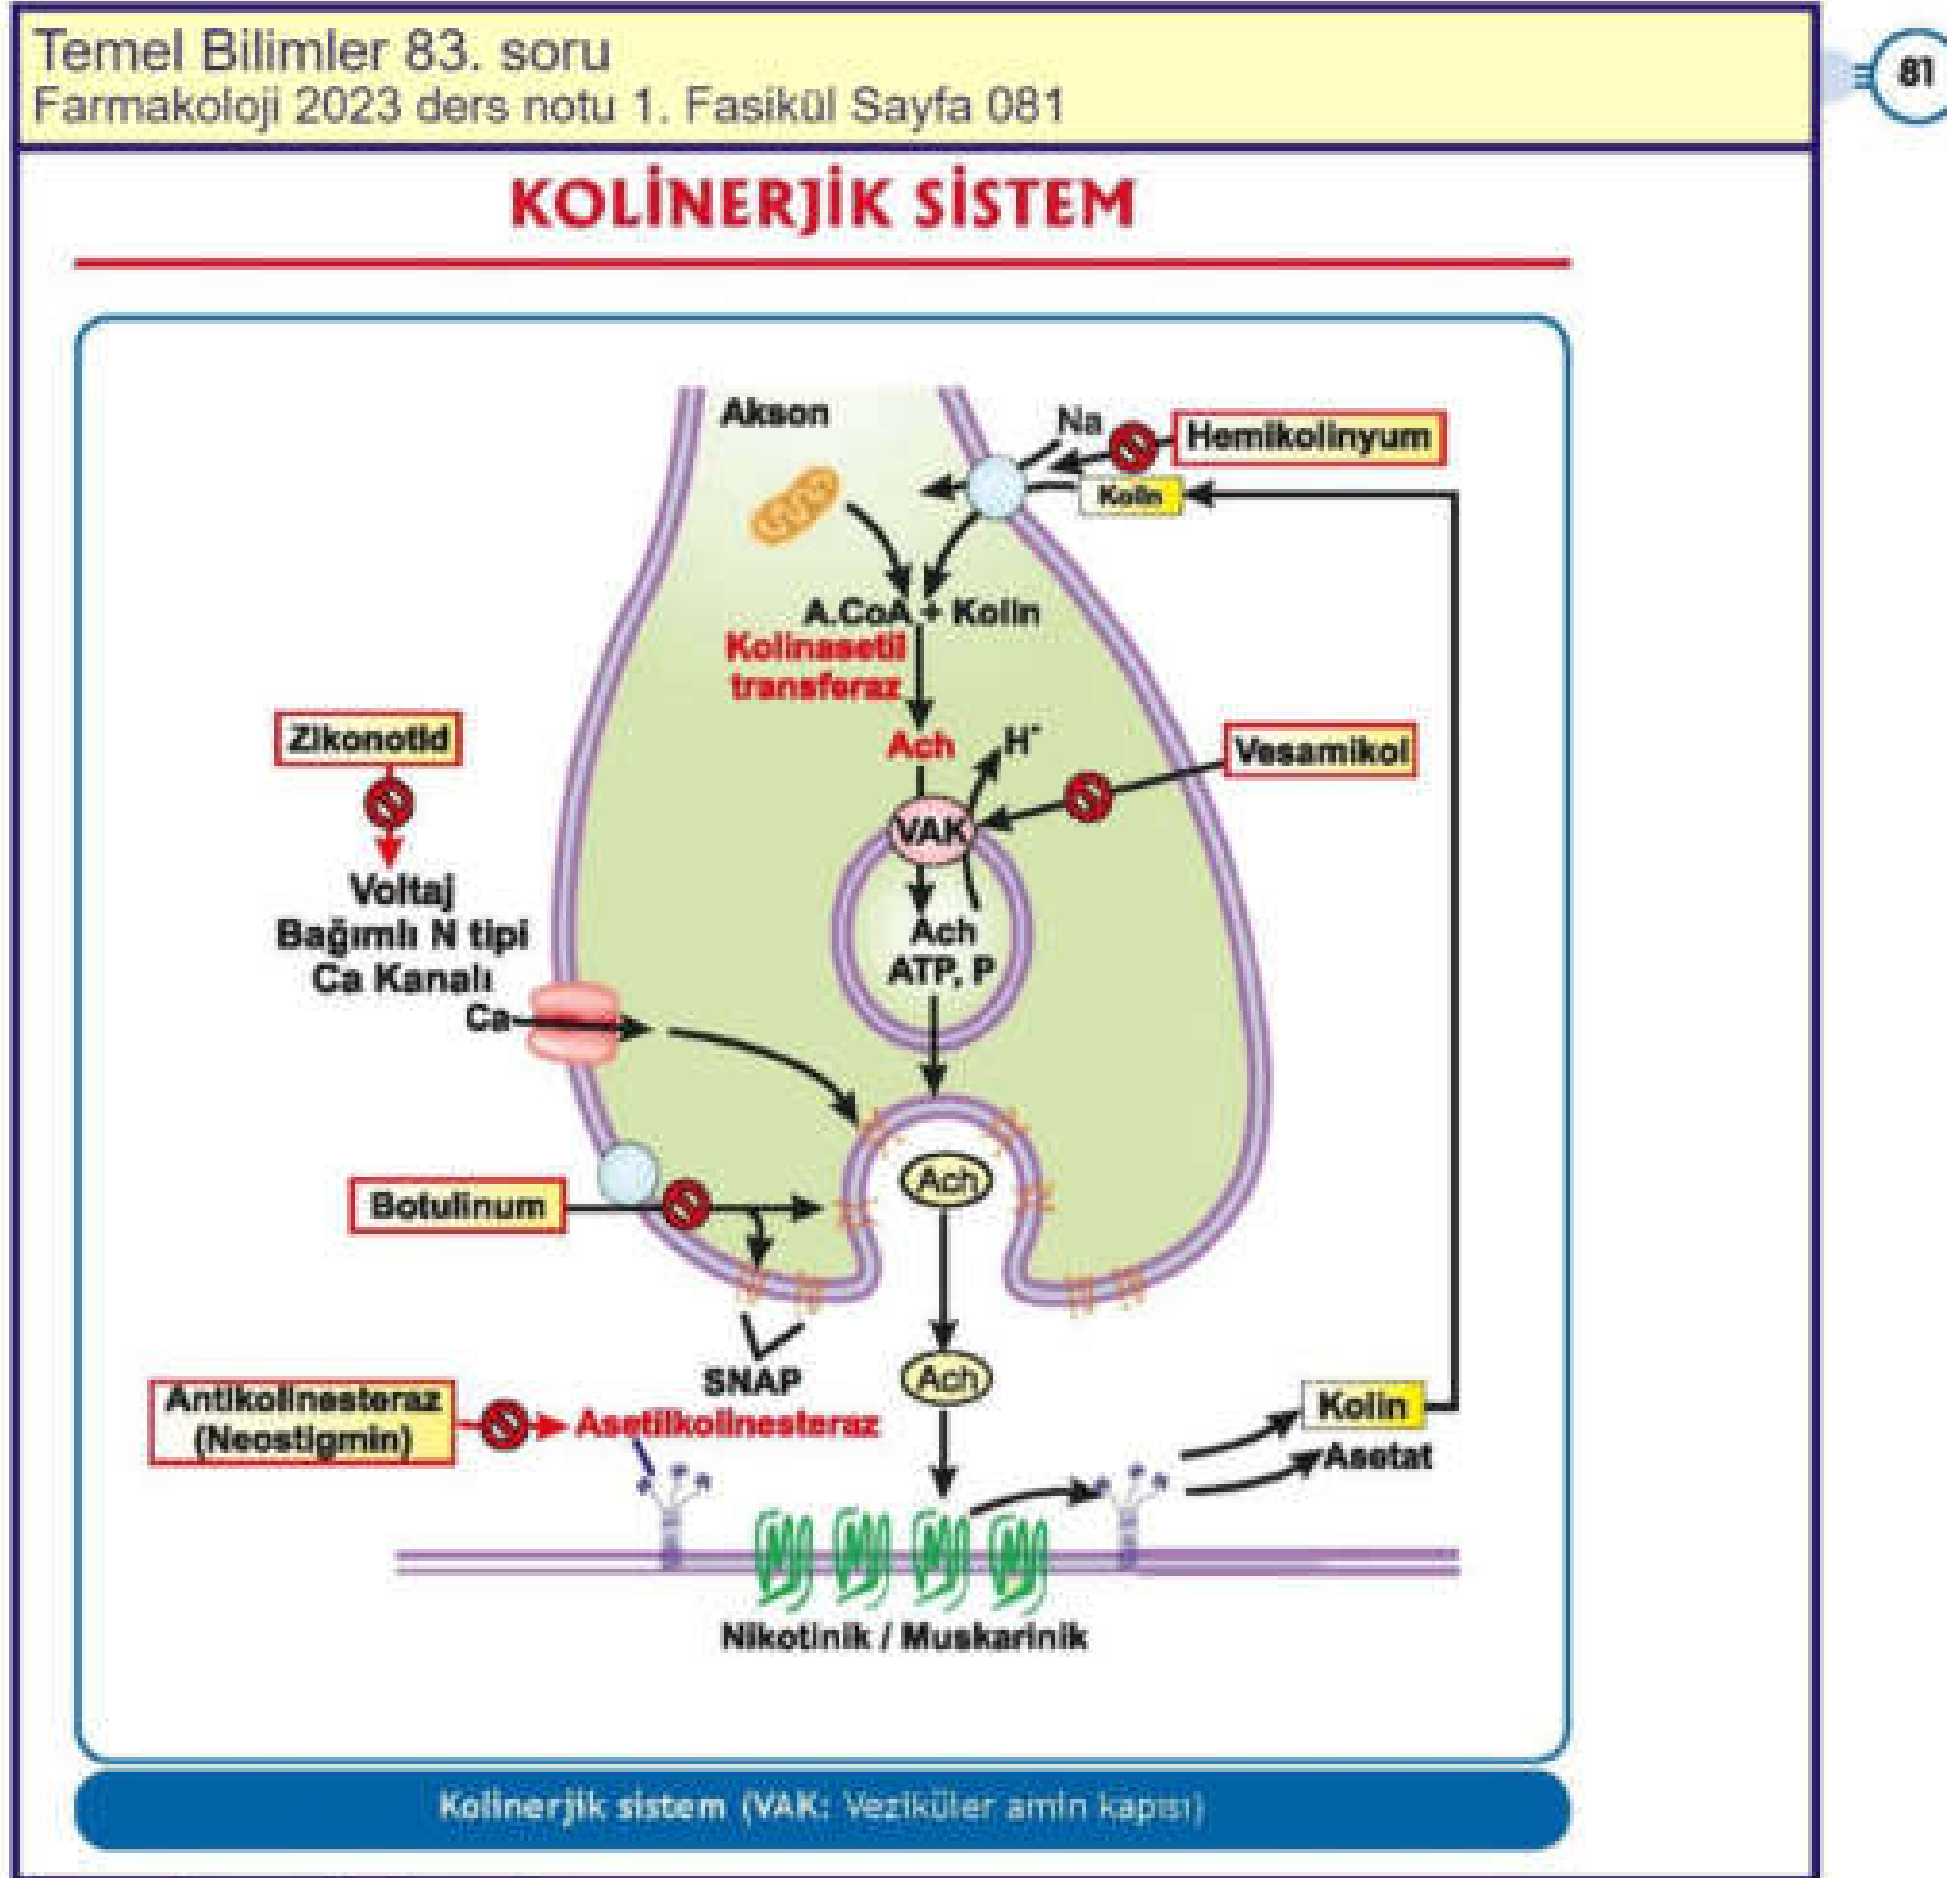 Temel Bilimler 83. soru
Farmakoloji 2023 ders notu 1. Fasikül Sayfa 081
81
KOLİNERJİK SİSTEM
Akson
Na
Hemikolinyum
Kolin
A.CoA + Kolin
Kolinasetil
transferaz
Zikonotid
Ach
H+
Vesamikol
VAK
Voltaj
Bağımlı N tipi
Ca Kanalı
Ach
ATP, P
Ca
Ach
Botulinum
SNAP
Ach
Antikolinesteraz
(Neostigmin)
Asetilkolinesteraz
Kolin
Asetat
Nikotinik / Muskarinik
Kolinerjik sistem (VAK: Veziküler amin kapısı)